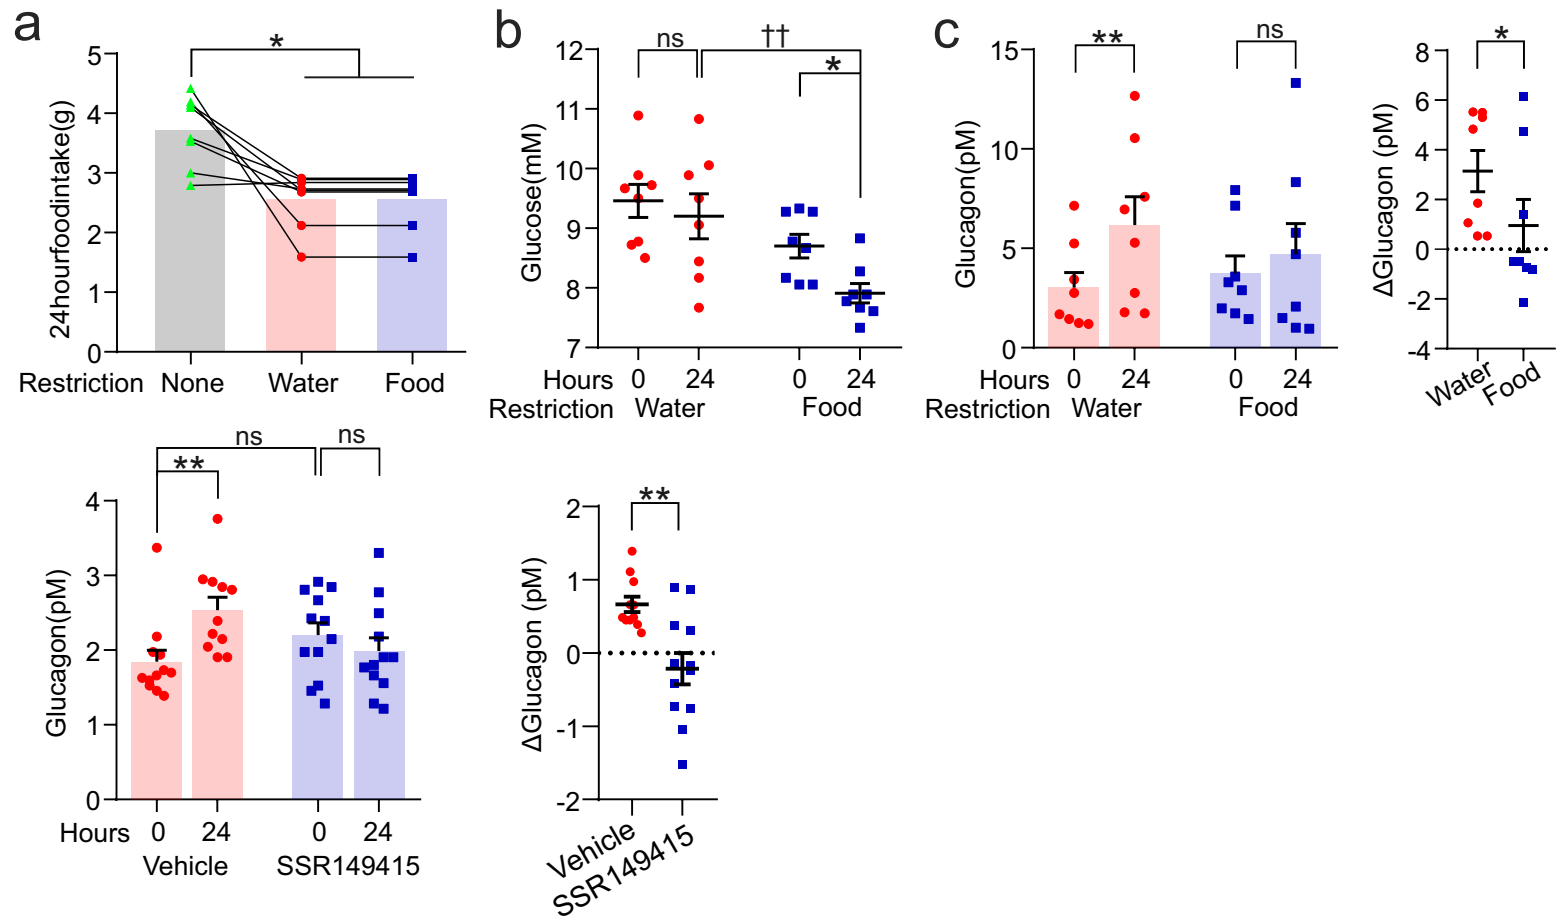 a
*
24hourfoodintake(g)
5
4
3
2
1
0
Restriction None Water Food
b
ns
††
*
Glucose(mM)
12
11
10
9
8
7
Hours 0 24 0 24
Restriction Water Food
c
**
ns
Glucagon(pM)
15
10
5
0
Hours 0 24 0 24
Restriction Water Food
*
ΔGlucagon (pM)
8
6
4
2
0
-2
-4
Water Food
ns
ns
**
Glucagon(pM)
4
3
2
1
0
Hours 0 24 0 24
Vehicle SSR149415
**
ΔGlucagon (pM)
2
1
0
-1
-2
Vehicle
SSR149415